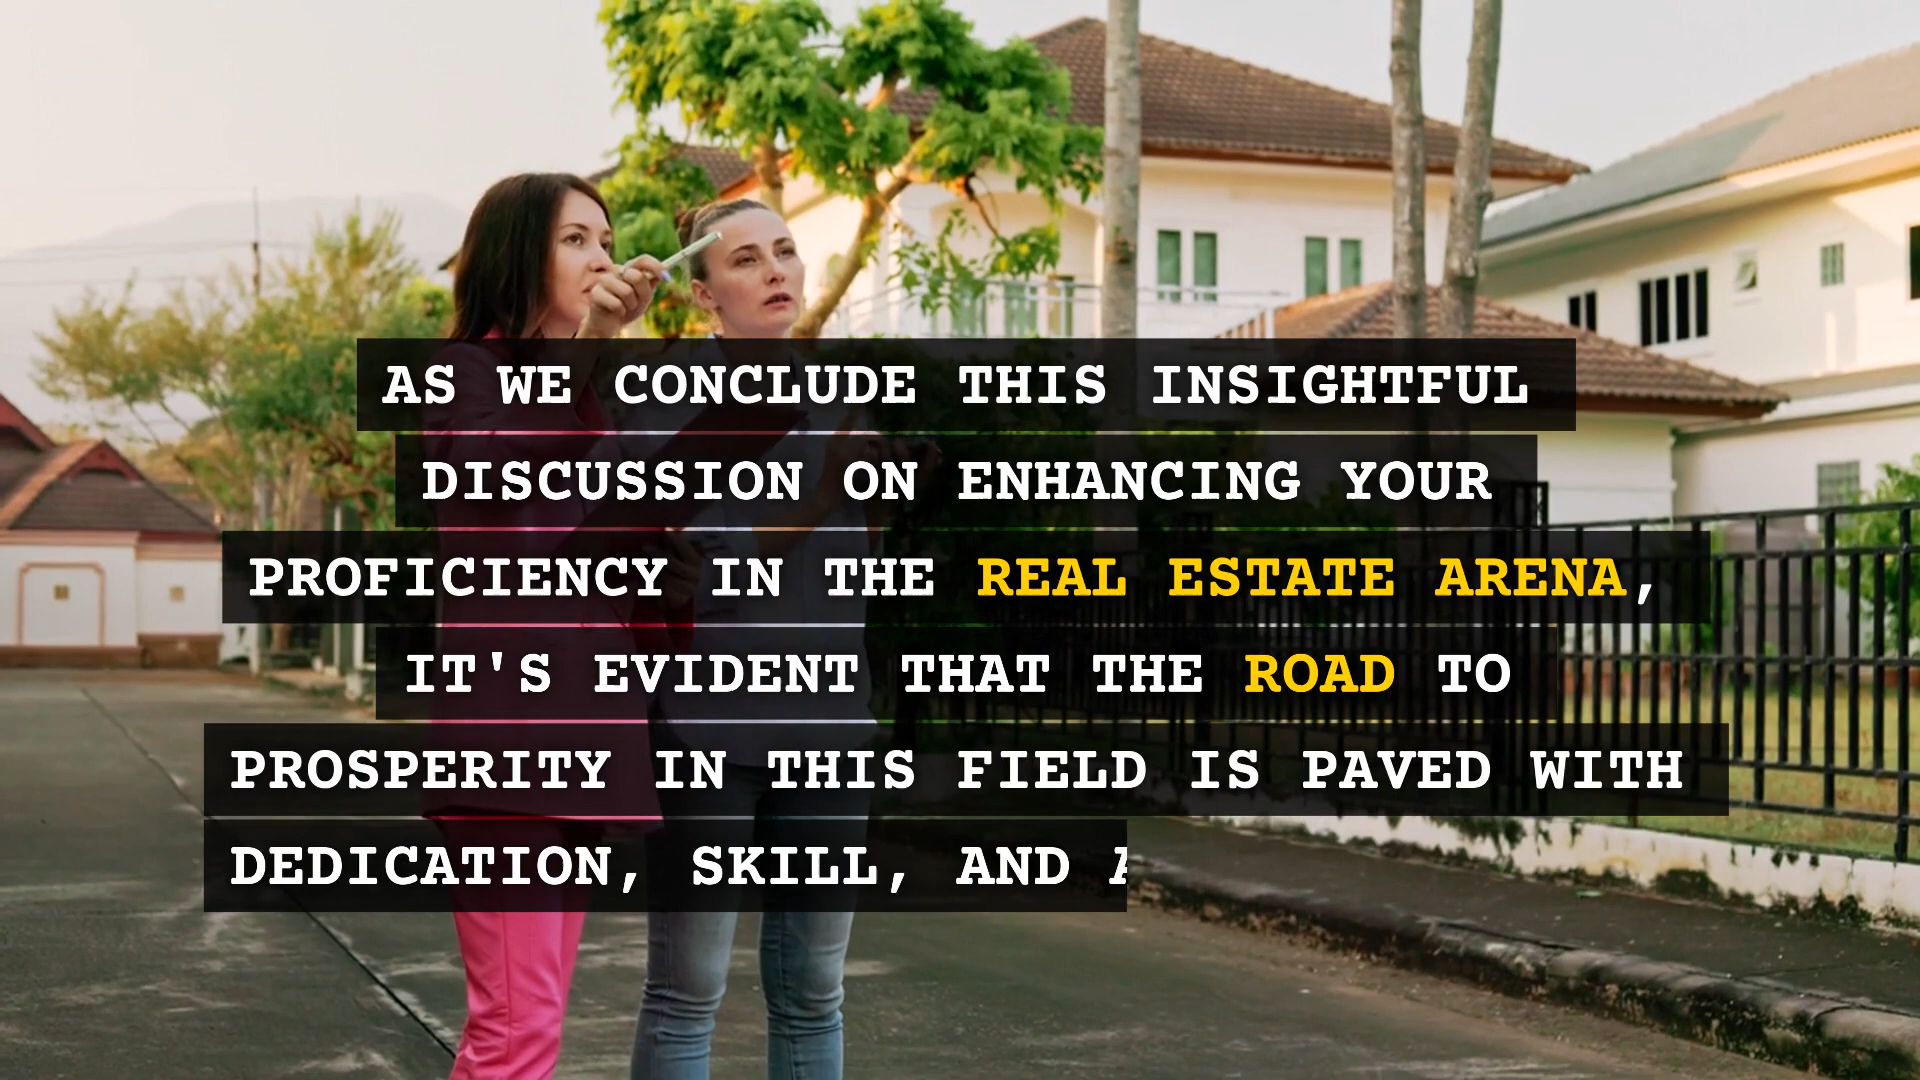 AS WE CONCLUDE THIS INSIGHTFUL
DISCUSSION ON ENHANCING YOUR
PROFICIENCY IN THE REAL ESTATE ARENA,
IT'S EVIDENT THAT THE ROAD TO
PROSPERITY IN THIS FIELD IS PAVED WITH
DEDICATION, SKILL, AND